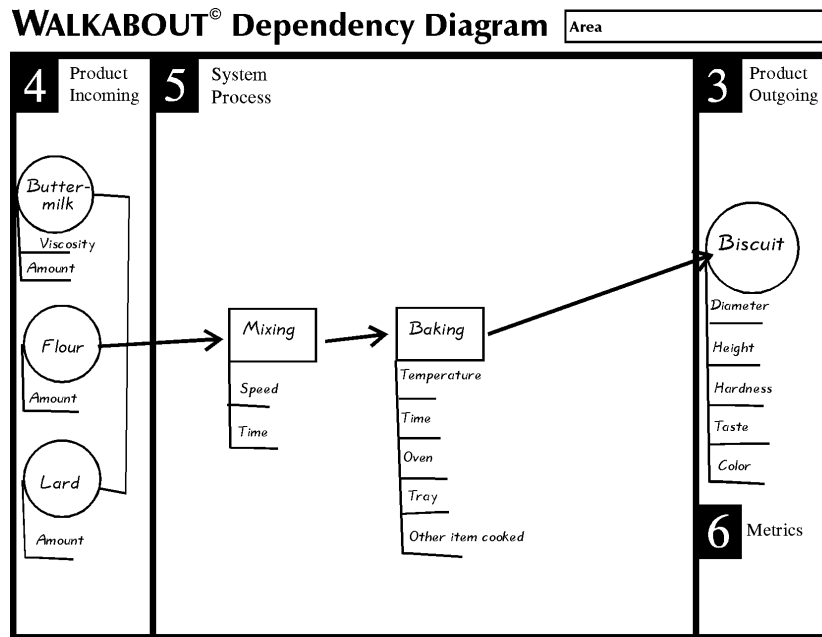 WALKABOUT© Dependency Diagram
Area
4
Product
Incoming
5
System
Process
3
Product
Outgoing
Butter-
milk
Viscosity
Amount
Flour
Amount
Lard
Amount
Mixing
Speed
Time
Baking
Temperature
Time
Oven
Tray
Other item cooked
Biscuit
Diameter
Height
Hardness
Taste
Color
6
Metrics